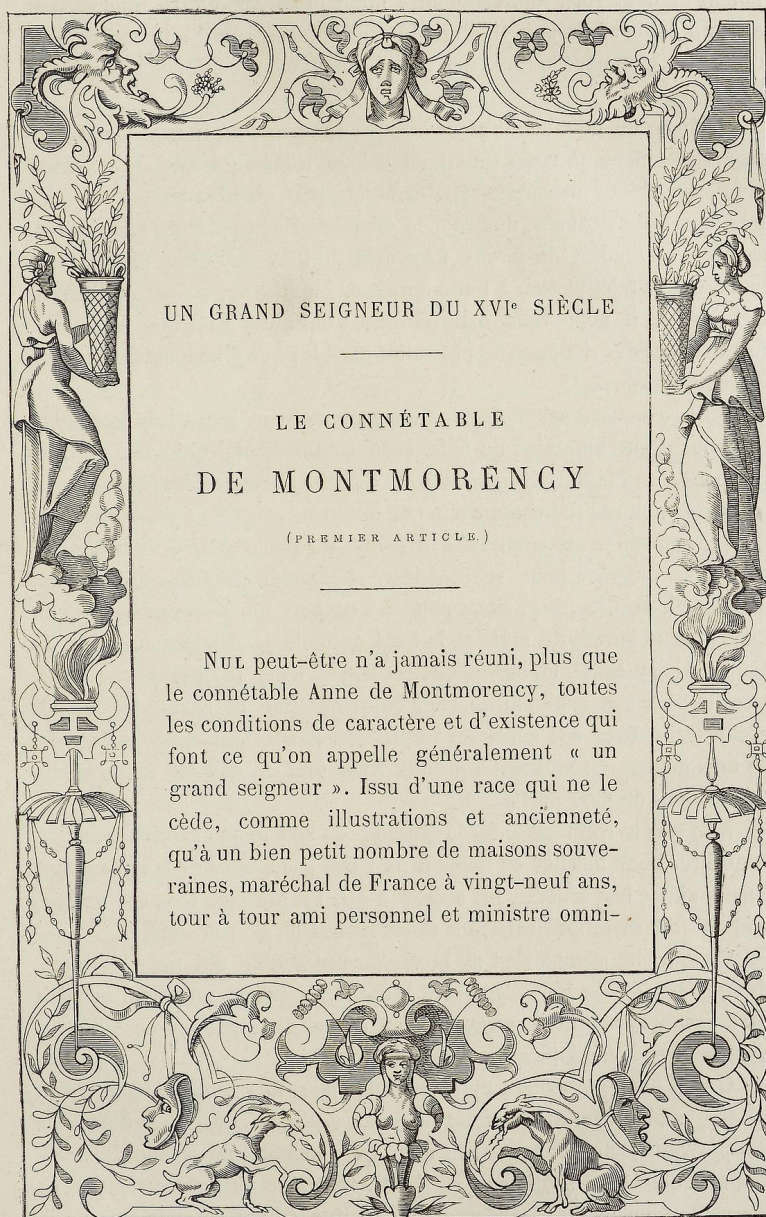 UN GRAND SEIGNEUR DU XVIe SIÈCLE
LE CONNÉTABLE
DE MONTMORENCY
(PREMIER ARTICLE.)
NUL peut-être n'a jamais réuni, plus que
le connétable Anne de Montmorency, toutes
les conditions de caractère et d'existence qui
font ce qu'on appelle généralement « un
grand seigneur ». Issu d'une race qui ne le
cède, comme illustrations et ancienneté,
qu'à un bien petit nombre de maisons souve-
raines, maréchal de France à vingt-neuf ans,
tour à tour ami personnel et ministre omni-